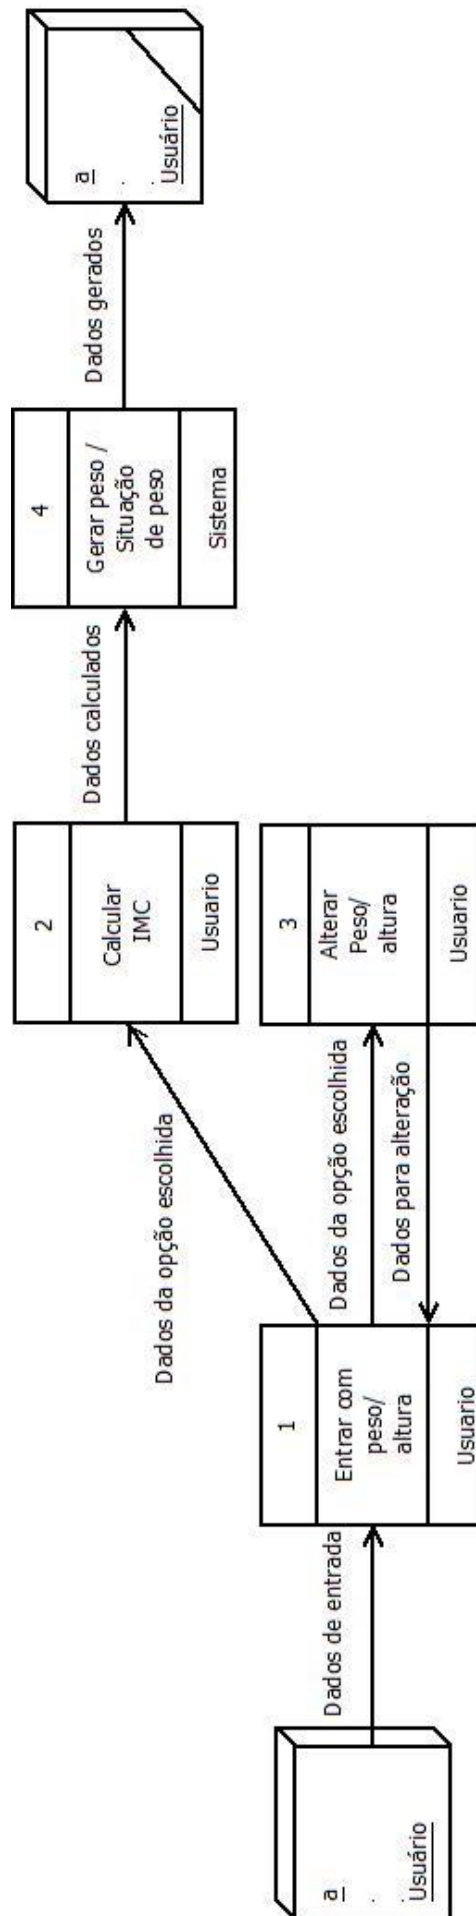 a
Usuário
Dados de entrada
1
Entrar com
peso/
altura
Usuario
Dados da opção escolhida
Dados da opção escolhida
Dados para alteração
2
Calcular
IMC
Usuario
3
Alterar
Peso/
altura
Usuario
Dados calculados
4
Gerar peso /
Situação
de peso
Sistema
Dados gerados
a
Usuário